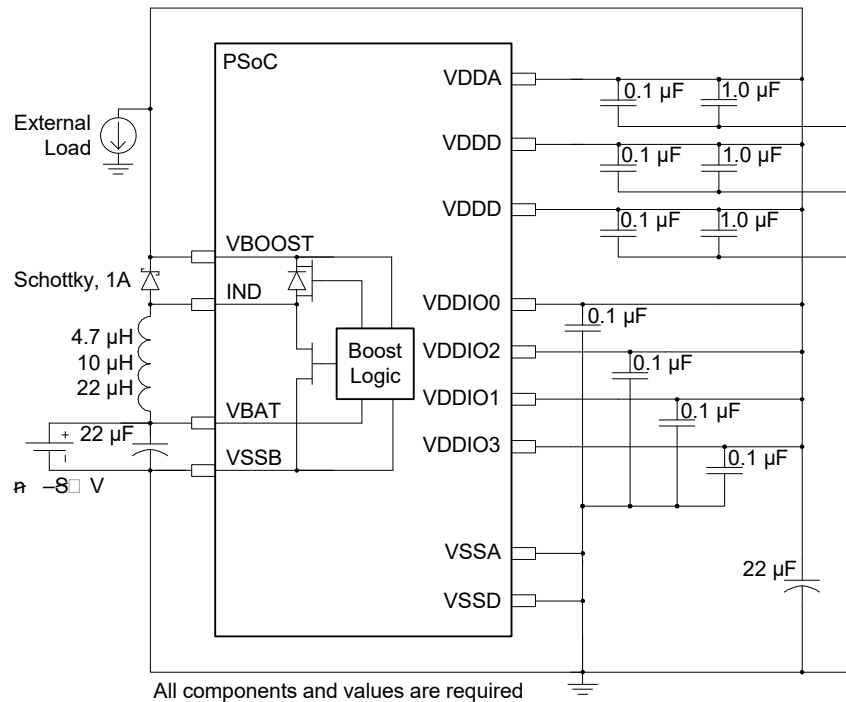 PSoC
VDDA
0.1 µF
1.0 µF
External
Load
VDDD
0.1 µF
1.0 µF
VDDD
0.1 µF
1.0 µF
VBOOST
Schottky, 1A
IND
VDDIO0
0.1 µF
4.7 µH
10 µH
22 µH
Boost
Logic
VDDIO2
0.1 µF
VDDIO1
0.1 µF
VBAT
22 µF
VDDIO3
0.1 µF
VSSB
V
VSSA
22 µF
VSSD
All components and values are required